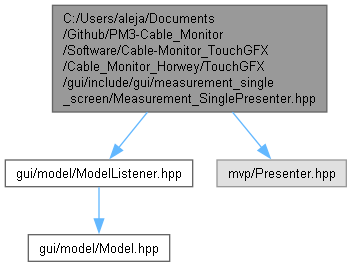 C:/Users/aleja/Documents
/Github/PM3-Cable_Monitor
/Software/Cable-Monitor_TouchGFX
/Cable_Monitor_Horwey/TouchGFX
/gui/include/gui/measurement_single
_screen/Measurement_SinglePresenter.hpp
gui/model/ModelListener.hpp
mvp/Presenter.hpp
gui/model/Model.hpp